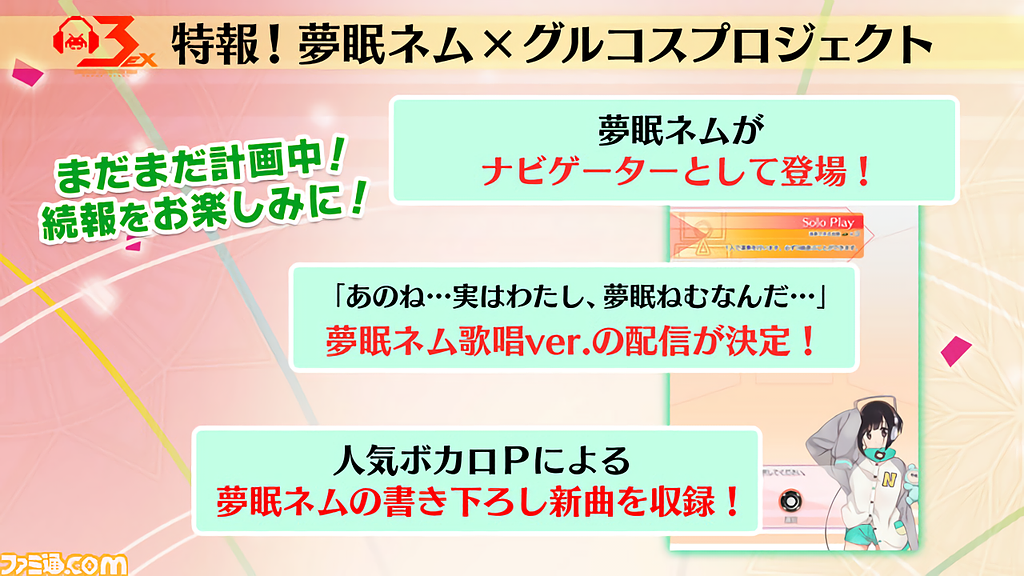 3EX 特報！夢眠ネム×グルコスプロジェクト
まだまだ計画中！
続報をお楽しみに！
夢眠ネムが
ナビゲーターとして登場！
Solo Play
「あのね…実はわたし、夢眠ねむなんだ…」
夢眠ネム歌唱ver.の配信が決定！
人気ボカロPによる
夢眠ネムの書き下ろし新曲を収録！
N
ファミ通.com